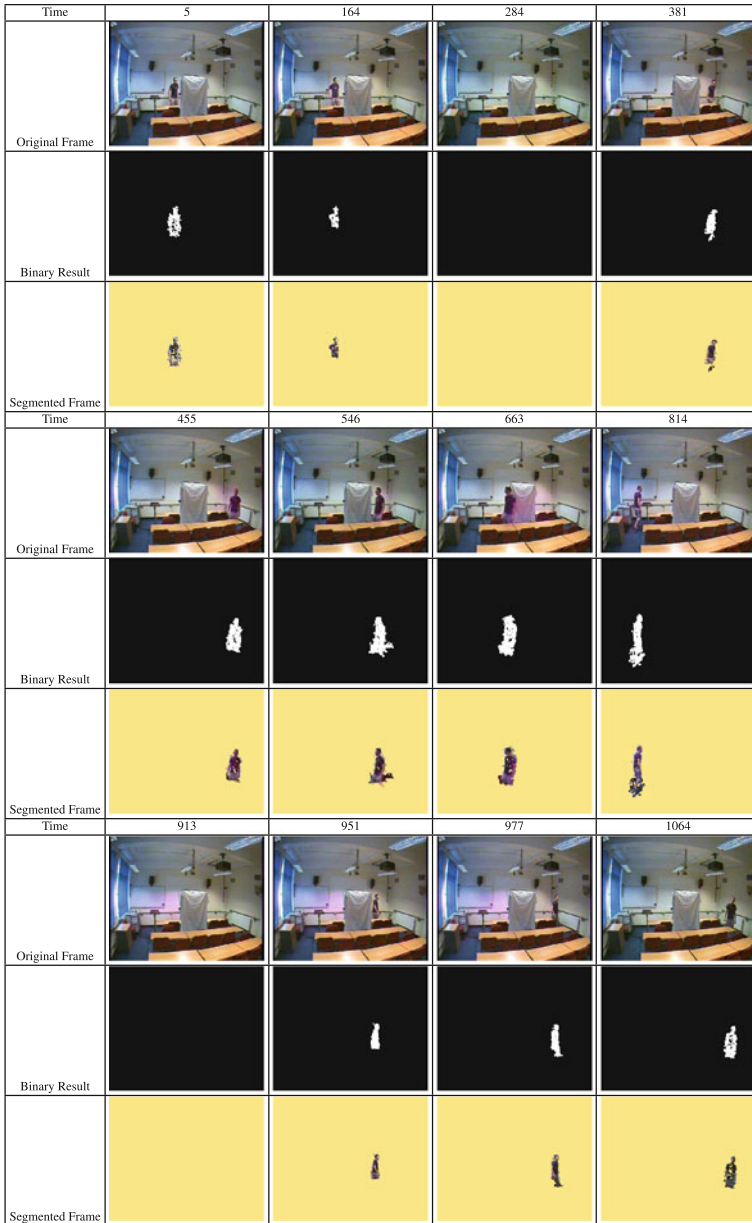 Time 5 164 284 381
Original Frame
Binary Result
Segmented Frame
Time 455 546 663 814
Original Frame
Binary Result
Segmented Frame
Time 913 951 977 1064
Original Frame
Binary Result
Segmented Frame